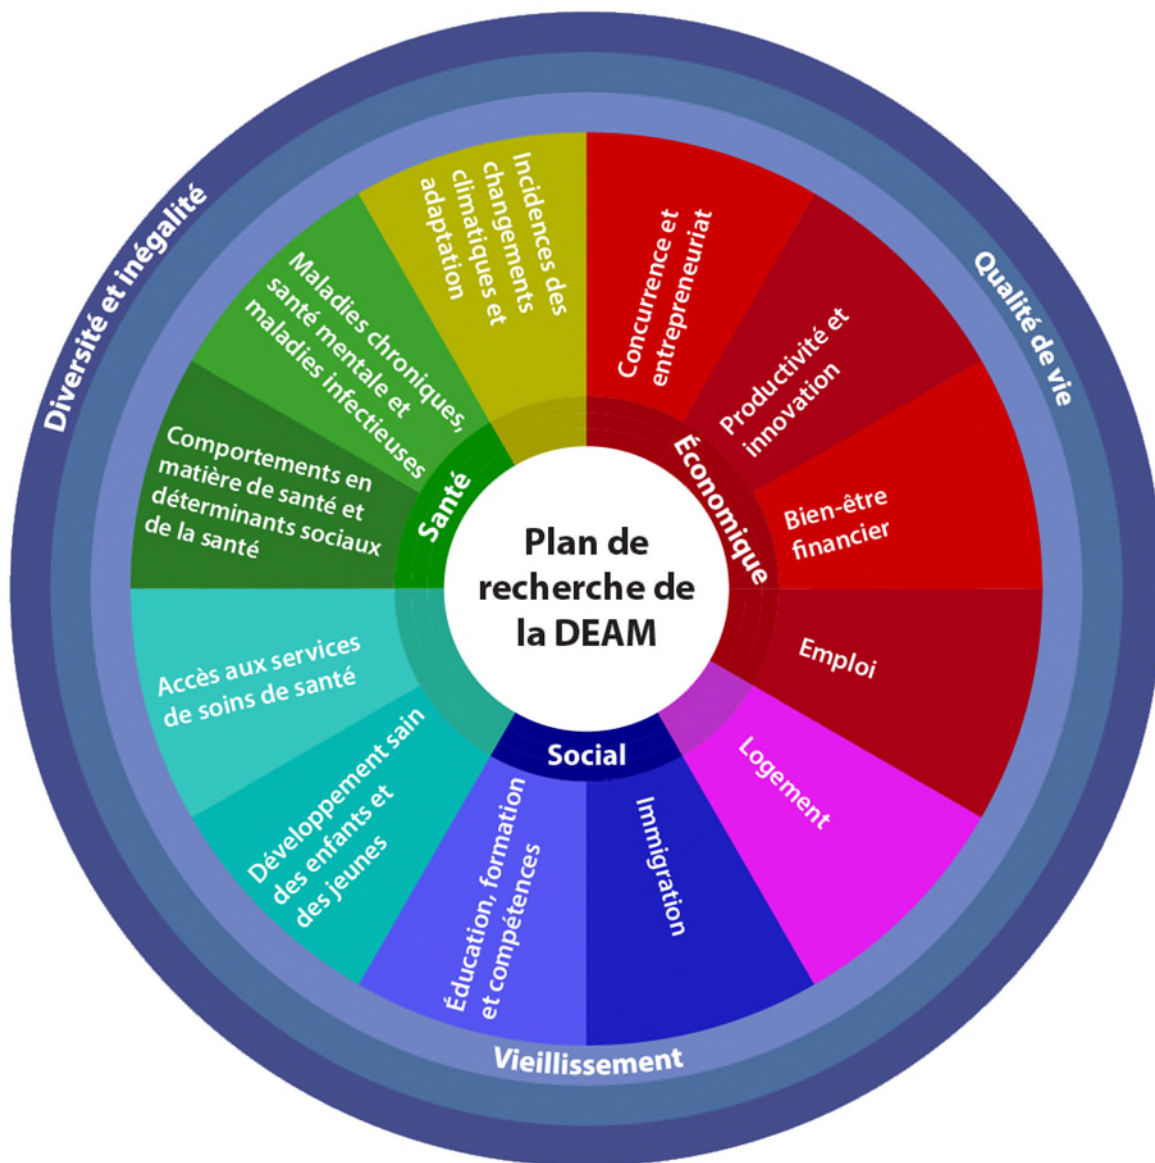 Diversité et inégalité
Qualité de vie
Vieillissement
Plan de
recherche de
la DEAM
Économique
Concurrence et
entrepreneuriat
Productivité et
innovation
Bien-être
financier
Emploi
Logement
Social
Immigration
Éducation, formation
et compétences
Développement sain
des enfants et
des jeunes
Accès aux services
de soins de santé
Santé
Comportements en
matière de santé et
déterminants sociaux
de la santé
Maladies chroniques,
santé mentale et
maladies infectieuses
Incidences des
changements
climatiques et
adaptation